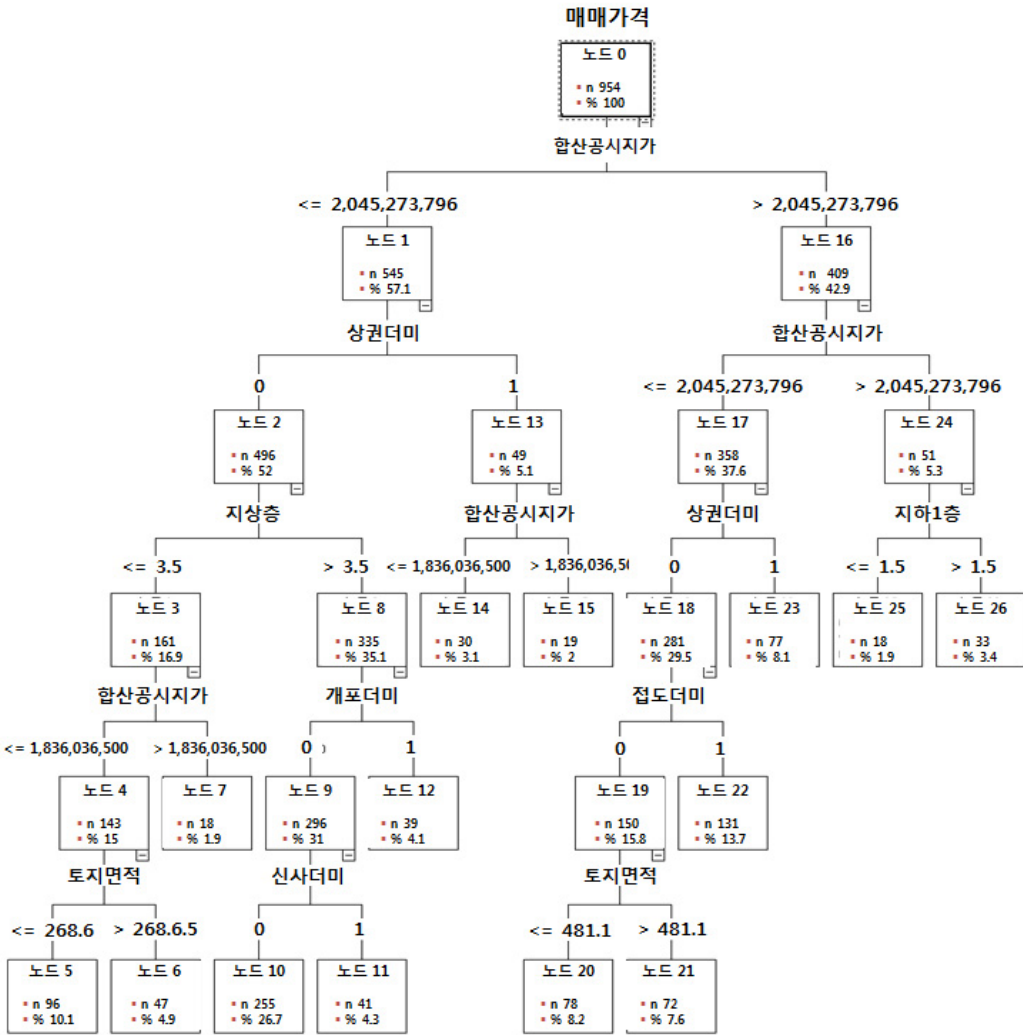 매매가격
노드 0
n 954
% 100
합산공시지가
<= 2,045,273,796
> 2,045,273,796
노드 1
n 545
% 57.1
노드 16
n 409
% 42.9
상권더미
합산공시지가
0
1
<= 2,045,273,796
> 2,045,273,796
노드 2
n 496
% 52
노드 13
n 49
% 5.1
노드 17
n 358
% 37.6
노드 24
n 51
% 5.3
지상층
합산공시지가
상권더미
지하1층
<= 3.5
> 3.5
<= 1,836,036,500
> 1,836,036,5
0
1
<= 1.5
> 1.5
노드 3
n 161
% 16.9
노드 8
n 335
% 35.1
노드 14
n 30
% 3.1
노드 15
n 19
% 2
노드 18
n 281
% 29.5
노드 23
n 77
% 8.1
노드 25
n 18
% 1.9
노드 26
n 33
% 3.4
합산공시지가
개포더미
접도더미
<= 1,836,036,500
> 1,836,036,500
0
1
0
1
노드 4
n 143
% 15
노드 7
n 18
% 1.9
노드 9
n 296
% 31
노드 12
n 39
% 4.1
노드 19
n 150
% 15.8
노드 22
n 131
% 13.7
토지면적
신사더미
토지면적
<= 268.6
> 268.6.5
0
1
<= 481.1
> 481.1
노드 5
n 96
% 10.1
노드 6
n 47
% 4.9
노드 10
n 255
% 26.7
노드 11
n 41
% 4.3
노드 20
n 78
% 8.2
노드 21
n 72
% 7.6